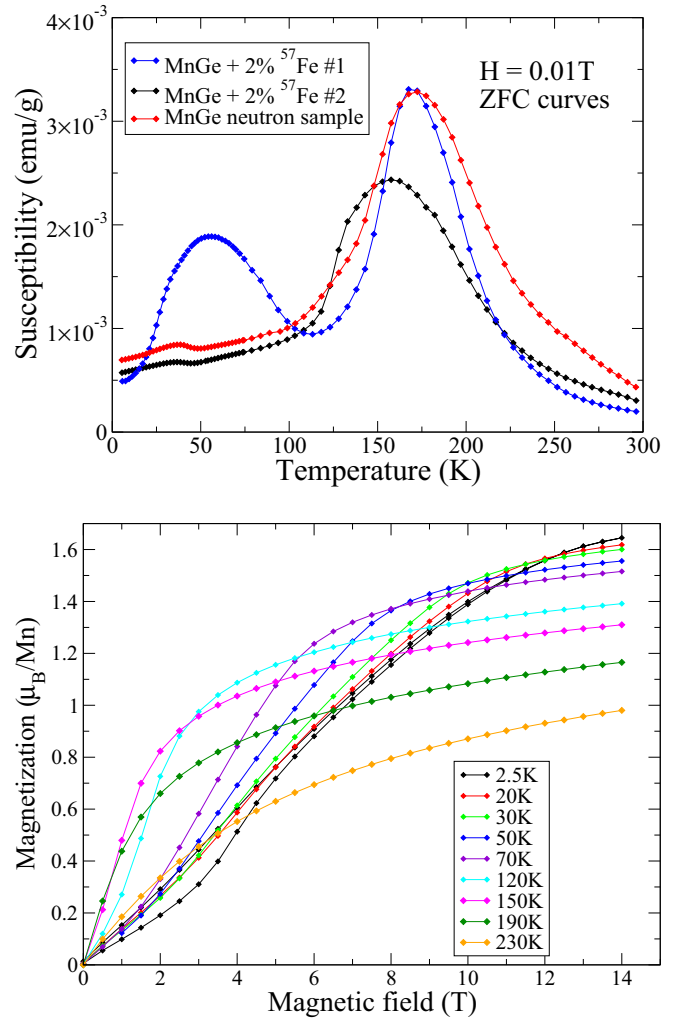 4×10⁻³
3×10⁻³
2×10⁻³
1×10⁻³
0
Susceptibility (emu/g)
MnGe + 2% ⁵⁷Fe #1
MnGe + 2% ⁵⁷Fe #2
MnGe neutron sample
H = 0.01T
ZFC curves
0 50 100 150 200 250 300
Temperature (K)
1.6
1.4
1.2
1
0.8
0.6
0.4
0.2
0
Magnetization (μB/Mn)
2.5K
20K
30K
50K
70K
120K
150K
190K
230K
0 2 4 6 8 10 12 14
Magnetic field (T)